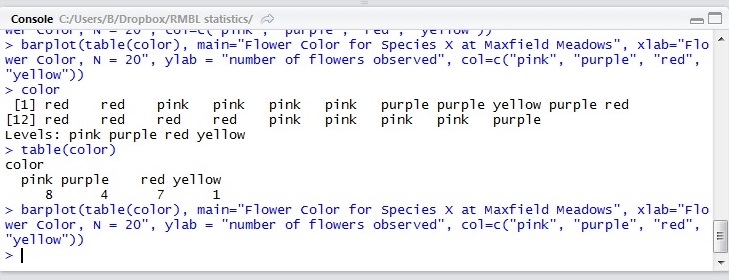 Console C:/Users/B/Dropbox/RMBL statistics/
wer Color, N = 20", col=c("pink", "purple", "red", "yellow"))
> barplot(table(color), main="Flower Color for Species X at Maxfield Meadows", xlab="Flo
wer Color, N = 20", ylab = "number of flowers observed", col=c("pink", "purple", "red",
"yellow"))
> color
[1] red red pink pink pink pink purple purple yellow purple red
[12] red red red red pink pink pink pink purple
Levels: pink purple red yellow
> table(color)
color
pink purple red yellow
8 4 7 1
> barplot(table(color), main="Flower Color for Species X at Maxfield Meadows", xlab="Flo
wer Color, N = 20", ylab = "number of flowers observed", col=c("pink", "purple", "red",
"yellow"))
>